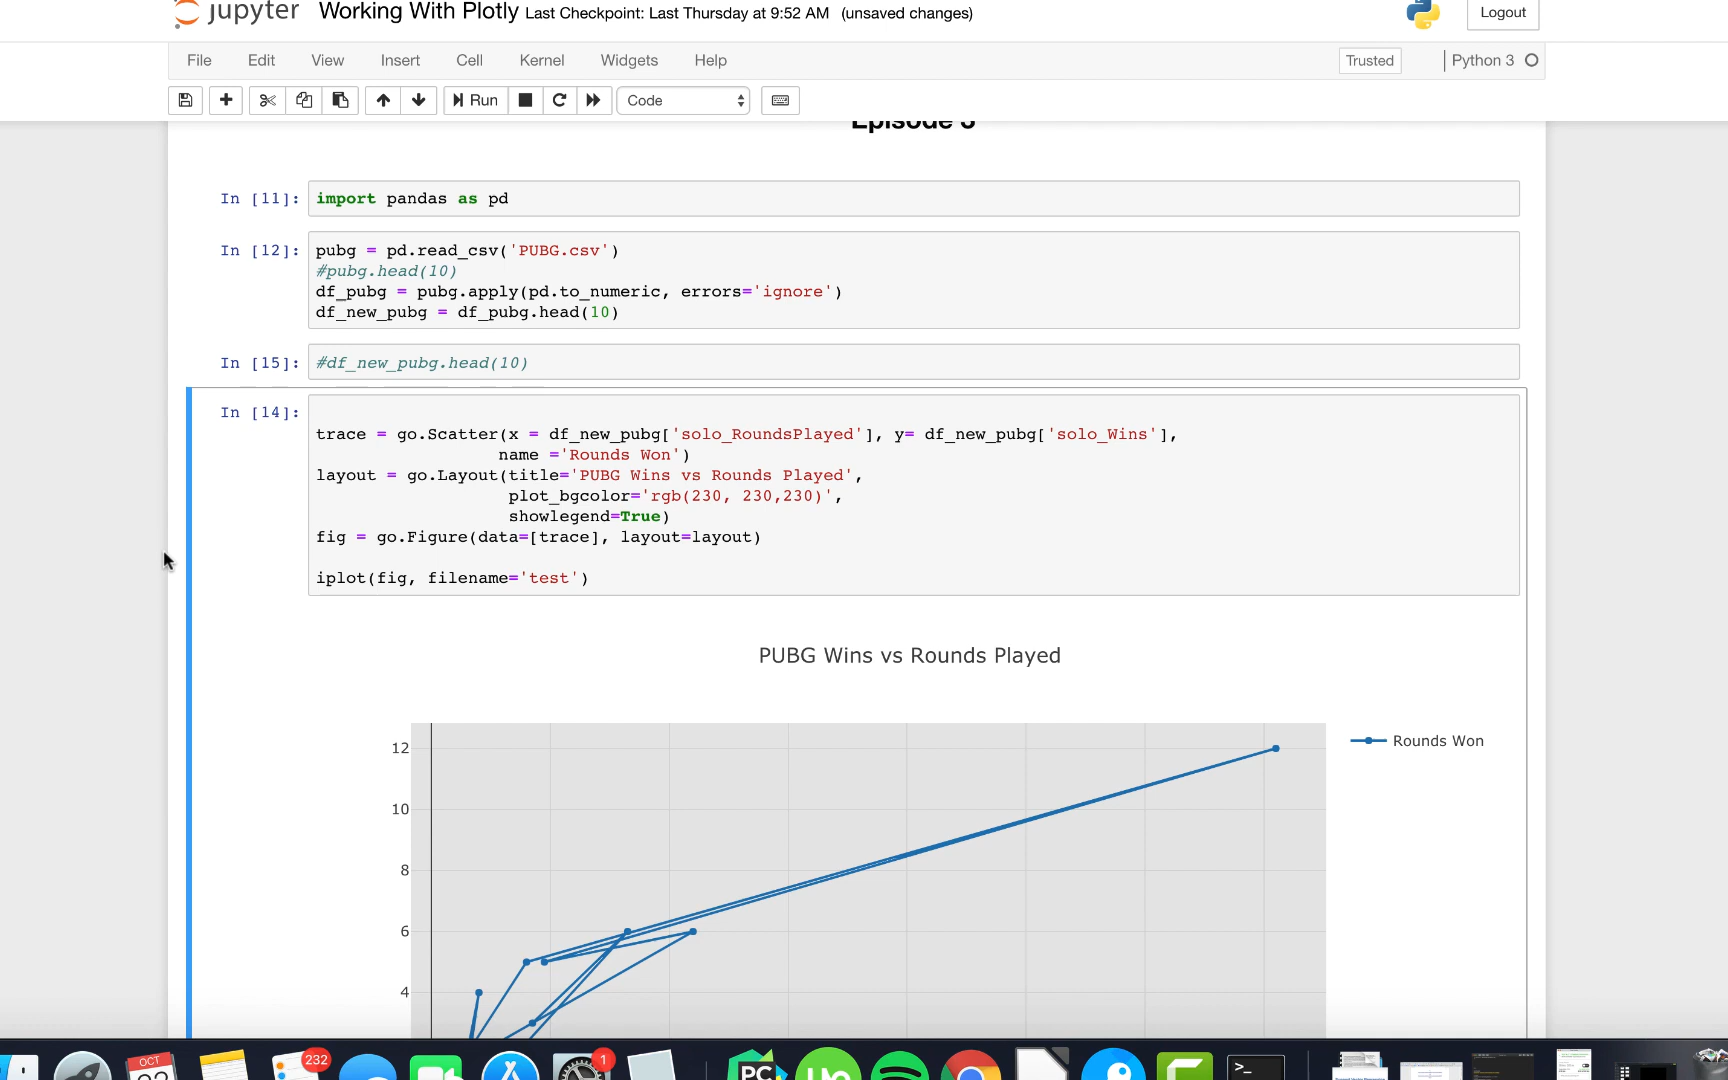 jupyter Working With Plotly Last Checkpoint: Last Thursday at 9:52 AM (unsaved changes) Logout
File Edit View Insert Cell Kernel Widgets Help Trusted Python 3
Run Code
Episode 3
In [11]: import pandas as pd
In [12]: pubg = pd.read_csv('PUBG.csv')
#pubg.head(10)
df_pubg = pubg.apply(pd.to_numeric, errors='ignore')
df_new_pubg = df_pubg.head(10)
In [15]: #df_new_pubg.head(10)
In [14]:
trace = go.Scatter(x = df_new_pubg['solo_RoundsPlayed'], y= df_new_pubg['solo_Wins'],
name ='Rounds Won')
layout = go.Layout(title='PUBG Wins vs Rounds Played',
plot_bgcolor='rgb(230, 230,230)',
showlegend=True)
fig = go.Figure(data=[trace], layout=layout)
iplot(fig, filename='test')
PUBG Wins vs Rounds Played
12
Rounds Won
10
8
6
4
OCT
232
1
PC
>_